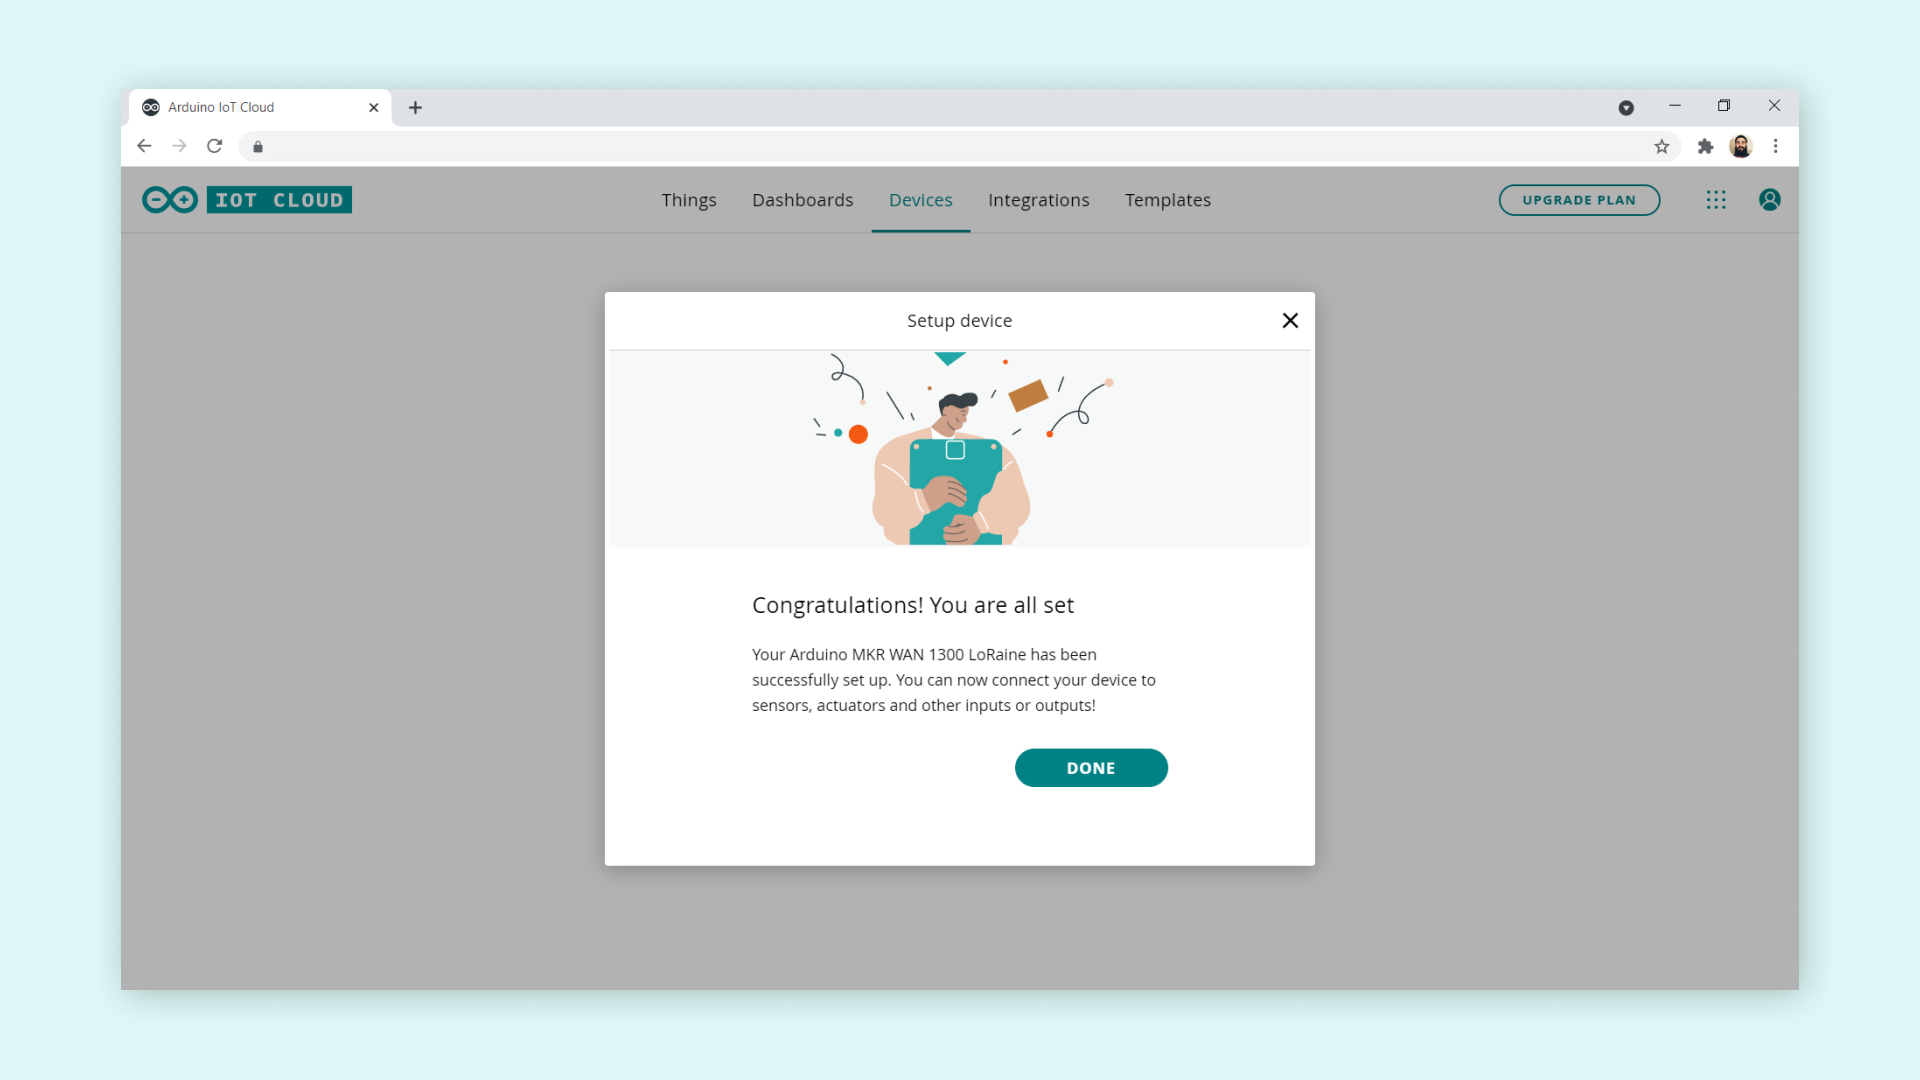 Arduino IoT Cloud
IOT CLOUD
Things
Dashboards
Devices
Integrations
Templates
UPGRADE PLAN
Setup device
Congratulations! You are all set
Your Arduino MKR WAN 1300 LoRaine has been
successfully set up. You can now connect your device to
sensors, actuators and other inputs or outputs!
DONE